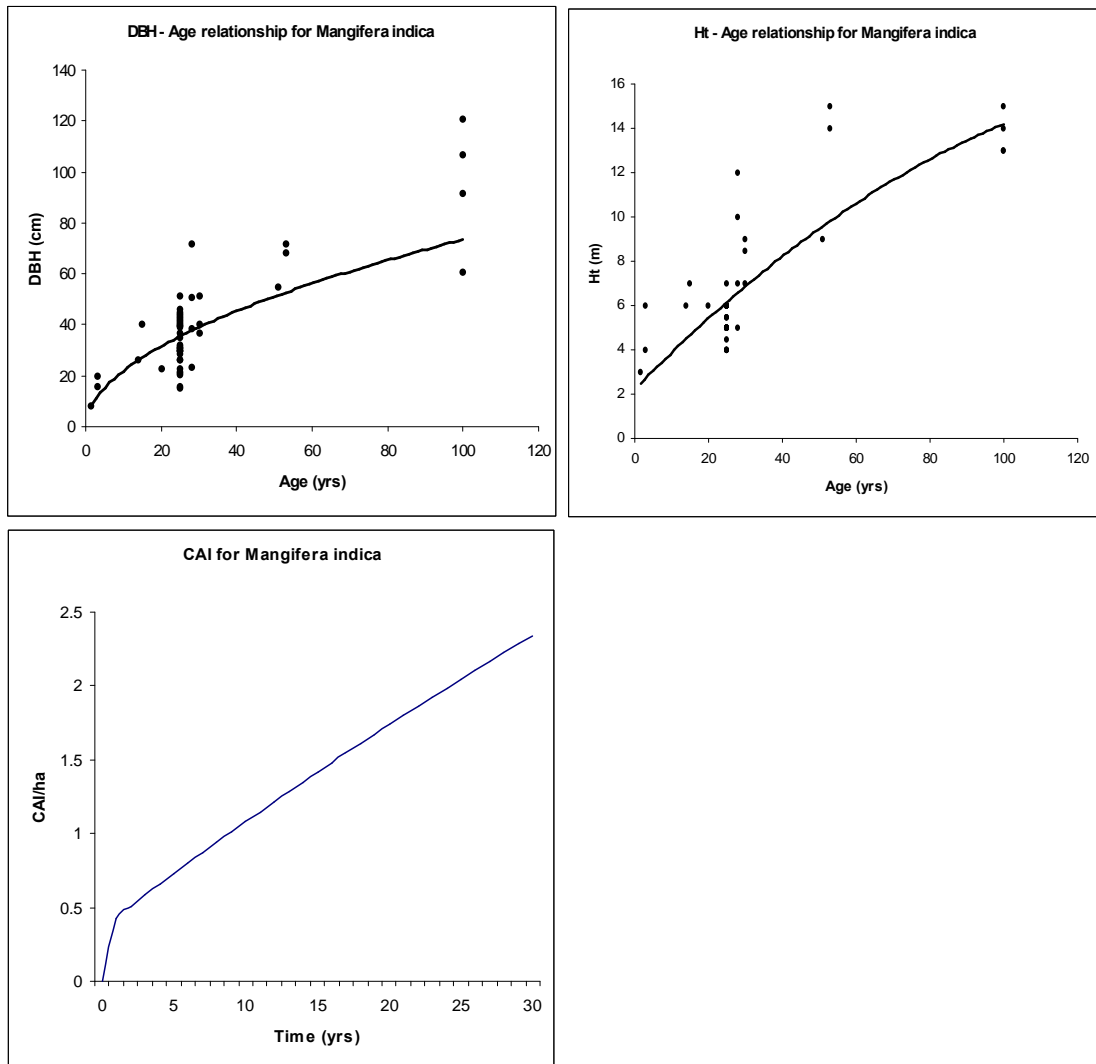 DBH - Age relationship for Mangifera indica
140
120
100
80
60
40
20
0
DBH (cm)
0 20 40 60 80 100 120
Age (yrs)
Ht - Age relationship for Mangifera indica
16
14
12
10
8
6
4
2
0
Ht (m)
0 20 40 60 80 100 120
Age (yrs)
CAI for Mangifera indica
2.5
2
1.5
1
0.5
0
CAI/ha
0 5 10 15 20 25 30
Time (yrs)